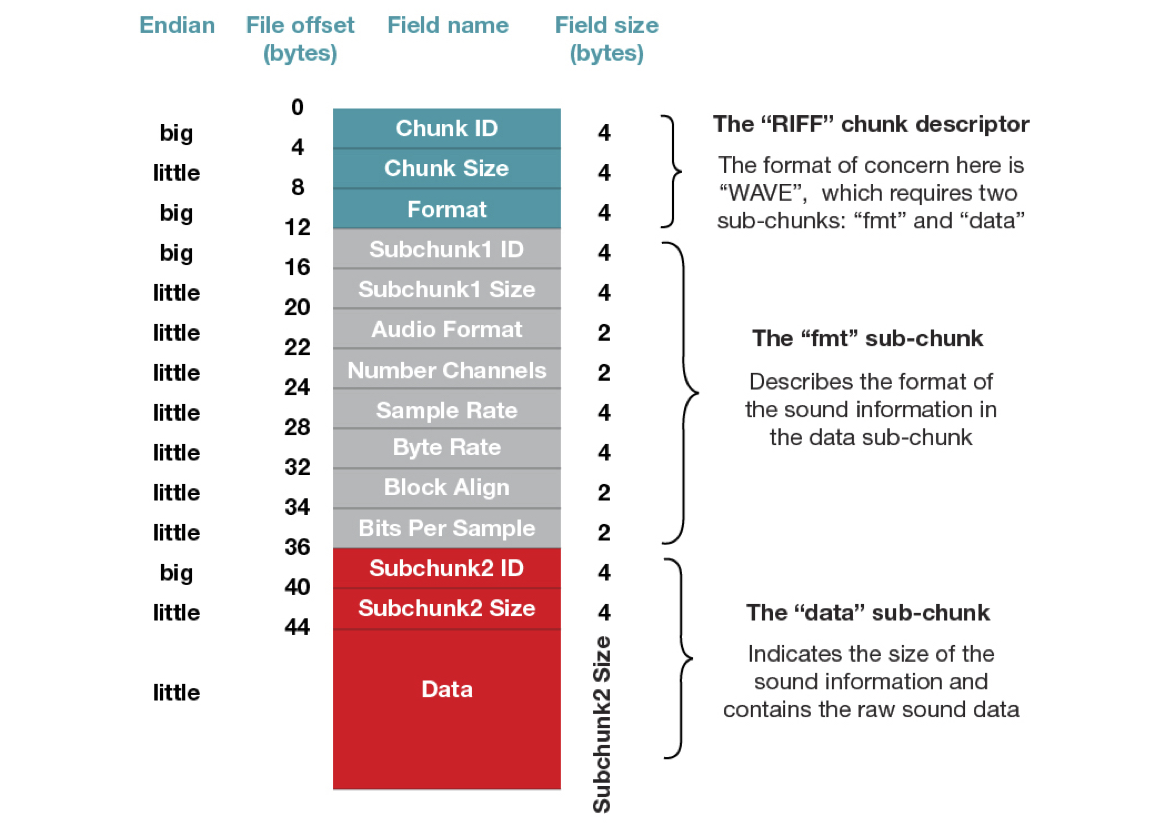 Endian File offset Field name Field size
(bytes) (bytes)
0
big Chunk ID 4
4
little Chunk Size 4
8
big Format 4
12
The “RIFF” chunk descriptor
The format of concern here is
“WAVE”, which requires two
sub-chunks: “fmt” and “data”
big Subchunk1 ID 4
16
little Subchunk1 Size 4
20
little Audio Format 2
22
little Number Channels 2
24
little Sample Rate 4
28
little Byte Rate 4
32
little Block Align 2
34
little Bits Per Sample 2
36
The “fmt” sub-chunk
Describes the format of
the sound information in
the data sub-chunk
big Subchunk2 ID 4
40
little Subchunk2 Size 4
44
little Data Subchunk2 Size
The “data” sub-chunk
Indicates the size of the
sound information and
contains the raw sound data